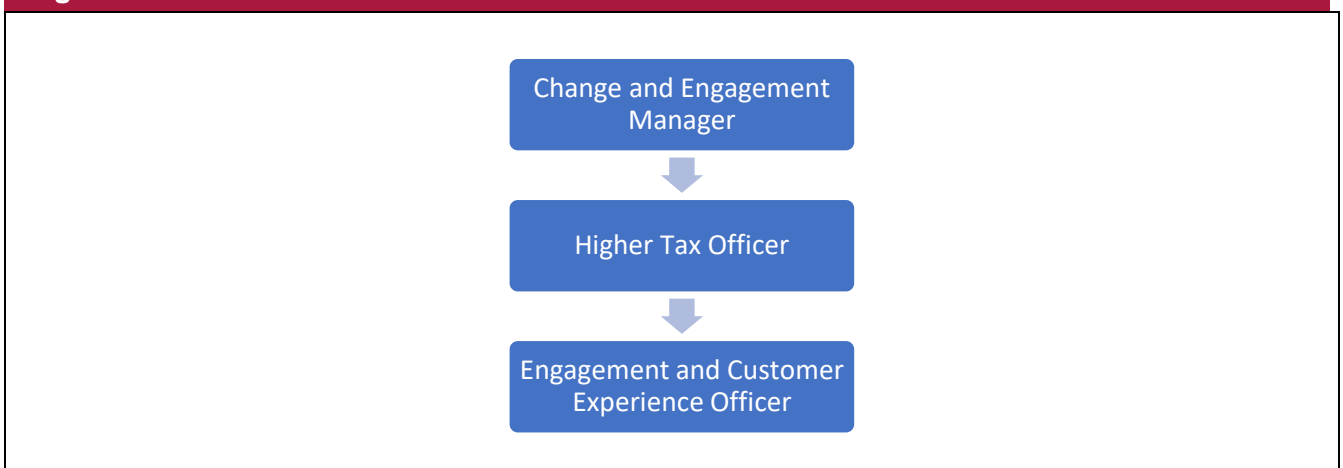 Change and Engagement
Manager
Higher Tax Officer
Engagement and Customer
Experience Officer